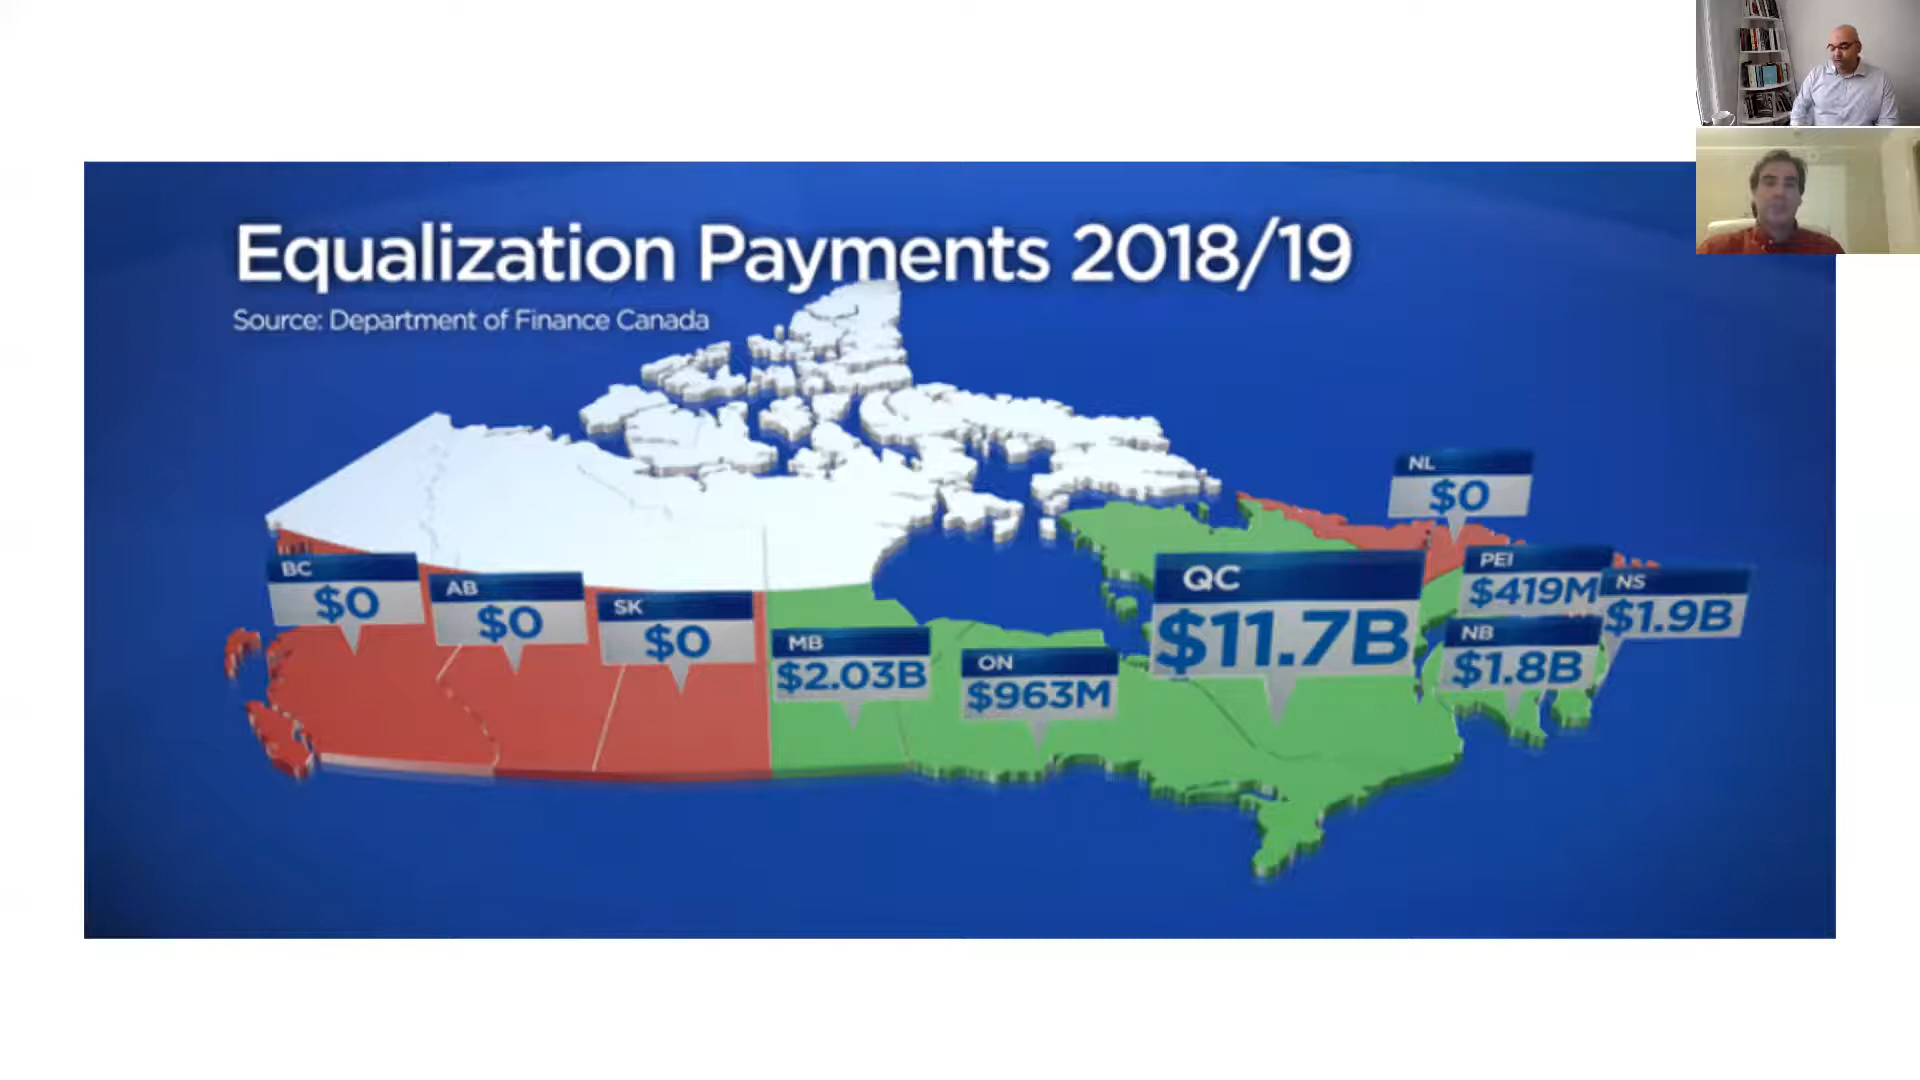 Equalization Payments 2018/19
Source: Department of Finance Canada
NL
$0
BC
$0
AB
$0
SK
$0
MB
$2.03B
ON
$963M
QC
$11.7B
PEI
$419M
NS
$1.9B
NB
$1.8B